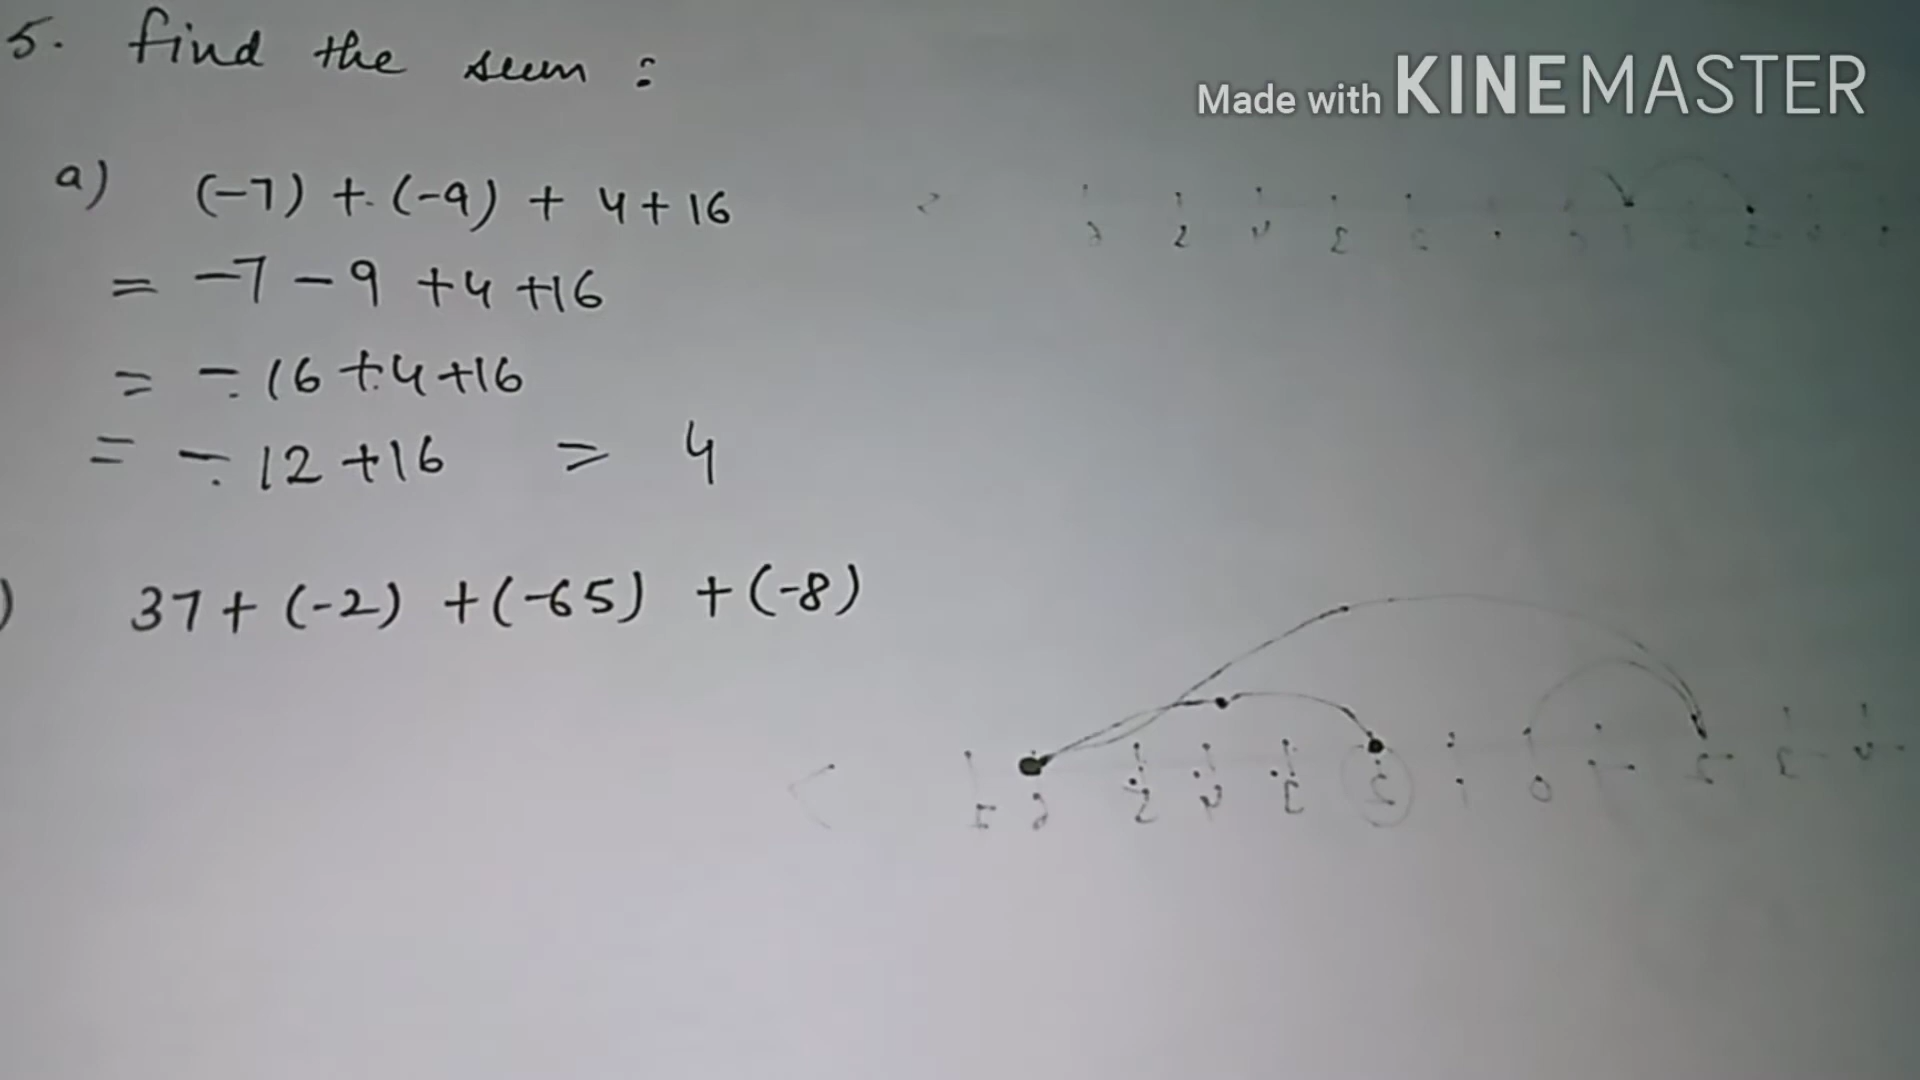 5. find the sum :
Made with KINEMASTER
a) (-7) + (-9) + 4 + 16
= -7 - 9 + 4 + 16
= - 16 + 4 + 16
= - 12 + 16 = 4
) 37 + (-2) + (-65) + (-8)